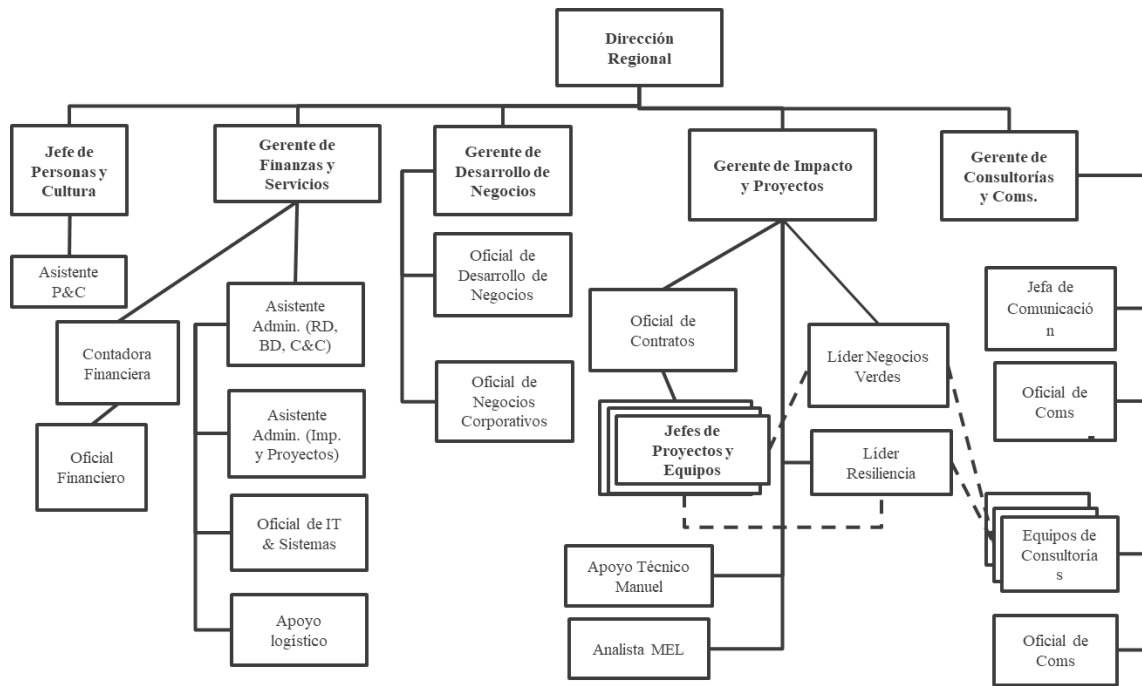 Dirección
Regional
Jefe de
Personas y
Cultura
Gerente de
Finanzas y
Servicios
Gerente de
Desarrollo de
Negocios
Gerente de Impacto
y Proyectos
Gerente de
Consultorías
y Coms.
Asistente
P&C
Contadora
Financiera
Oficial
Financiero
Asistente
Admin. (RD,
BD, C&C)
Asistente
Admin. (Imp.
y Proyectos)
Oficial de IT
& Sistemas
Apoyo
logístico
Oficial de
Desarrollo de
Negocios
Oficial de
Negocios
Corporativos
Oficial de
Contratos
Jefes de
Proyectos y
Equipos
Líder Negocios
Verdes
Líder
Resiliencia
Apoyo Técnico
Manuel
Analista MEL
Jefa de
Comunicació
n
Oficial de
Coms
Equipos de
Consultoría
s
Oficial de
Coms